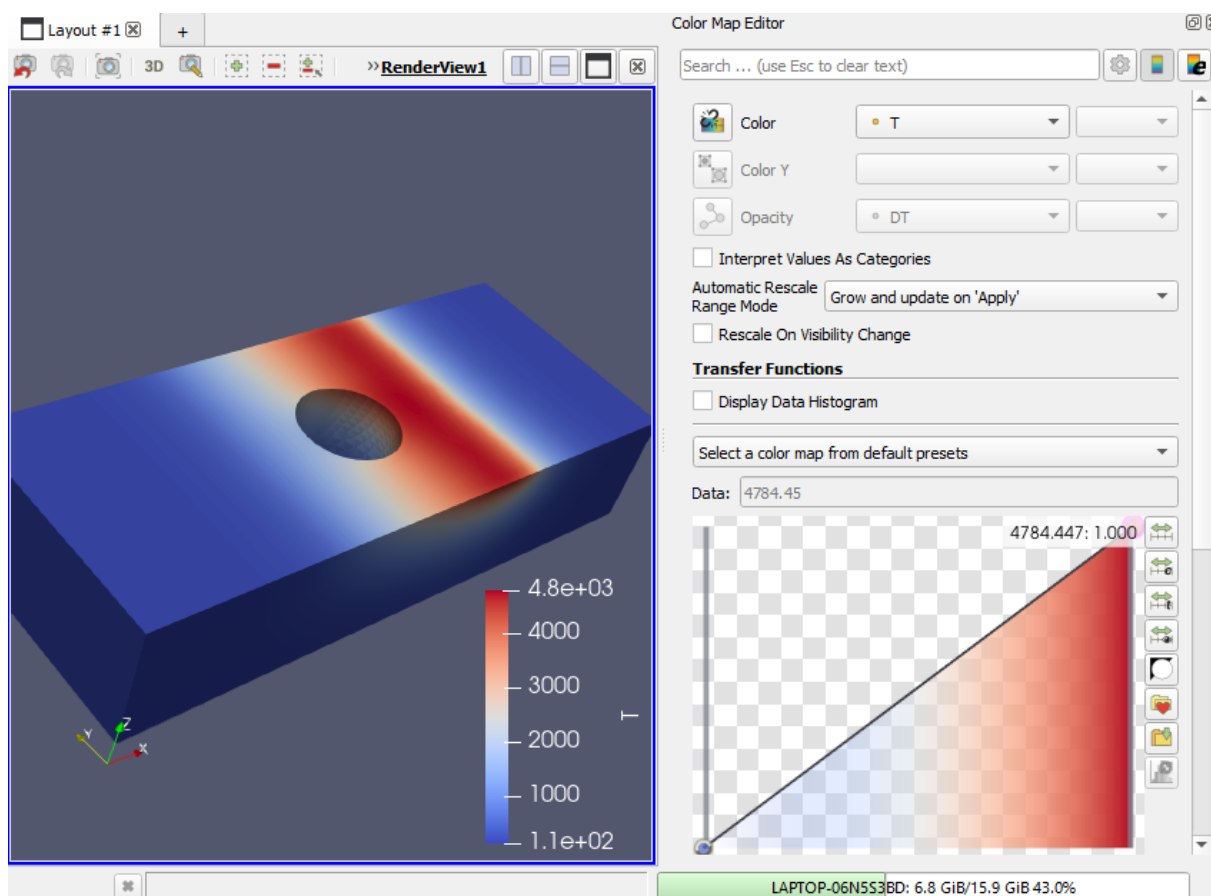 Layout #1
+
Color Map Editor
3D
»RenderView1
Search ... (use Esc to clear text)
e
Color
T
Color Y
Opacity
DT
Interpret Values As Categories
Automatic Rescale
Range Mode
Grow and update on 'Apply'
Rescale On Visibility Change
Transfer Functions
Display Data Histogram
Select a color map from default presets
Data: 4784.45
4784.447: 1.000
4.8e+03
4000
3000
2000
1000
1.1e+02
T
Z
Y
X
LAPTOP-06N5S3BD: 6.8 GiB/15.9 GiB 43.0%